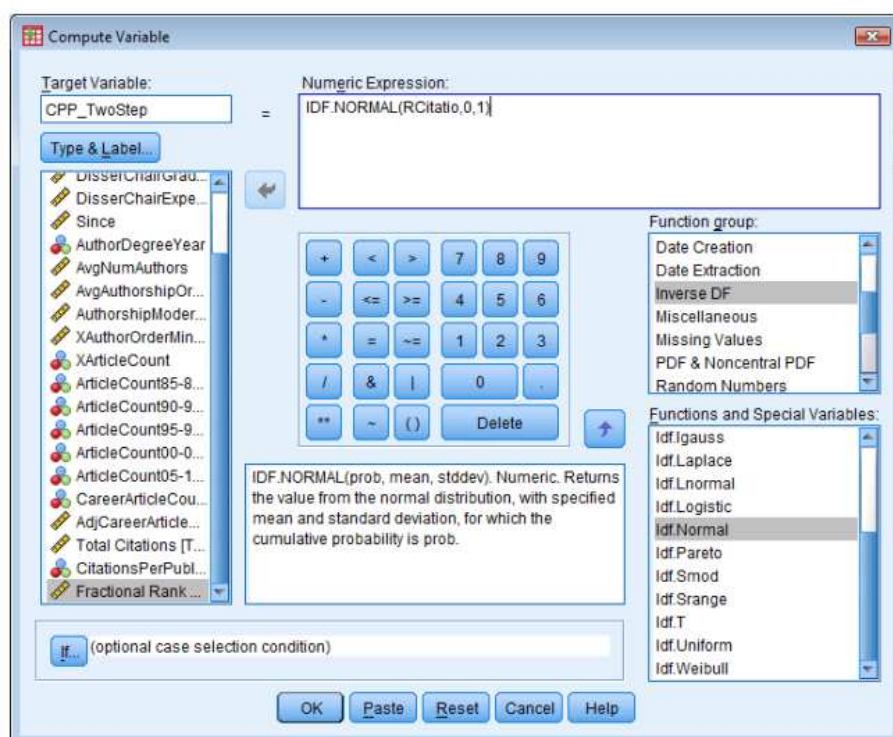 Compute Variable
Target Variable:
CPP_TwoStep
=
Numeric Expression:
IDF.NORMAL(RCitatio,0,1)
Type & Label...
DisserChairGrad...
DisserChairExpe...
Since
AuthorDegreeYear
AvgNumAuthors
AvgAuthorshipOr...
AuthorshipModer...
XAuthorOrderMin...
XArticleCount
ArticleCount85-8...
ArticleCount90-9...
ArticleCount95-9...
ArticleCount00-0...
ArticleCount05-1...
CareerArticleCou...
AdjCareerArticle...
Total Citations [T...
CitationsPerPubl...
Fractional Rank ...
+ < > 7 8 9
- <= >= 4 5 6
* = ~= 1 2 3
/ & | 0 .
** ~ ( ) Delete
IDF.NORMAL(prob, mean, stddev). Numeric. Returns
the value from the normal distribution, with specified
mean and standard deviation, for which the
cumulative probability is prob.
Function group:
Date Creation
Date Extraction
Inverse DF
Miscellaneous
Missing Values
PDF & Noncentral PDF
Random Numbers
Functions and Special Variables:
Idf.Igauss
Idf.Laplace
Idf.Lnormal
Idf.Logistic
Idf.Normal
Idf.Pareto
Idf.Smod
Idf.Srange
Idf.T
Idf.Uniform
Idf.Weibull
If... (optional case selection condition)
OK Paste Reset Cancel Help